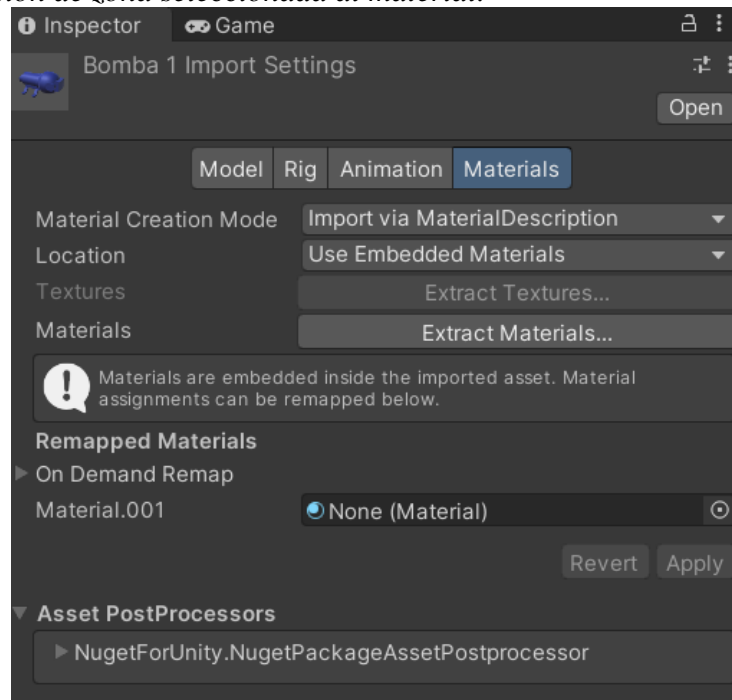 Inspector Game
Bomba 1 Import Settings
Open
Model Rig Animation Materials
Material Creation Mode Import via MaterialDescription
Location Use Embedded Materials
Textures Extract Textures...
Materials Extract Materials...
Materials are embedded inside the imported asset. Material
assignments can be remapped below.
Remapped Materials
On Demand Remap
Material.001 None (Material)
Revert Apply
Asset PostProcessors
NugetForUnity.NugetPackageAssetPostprocessor